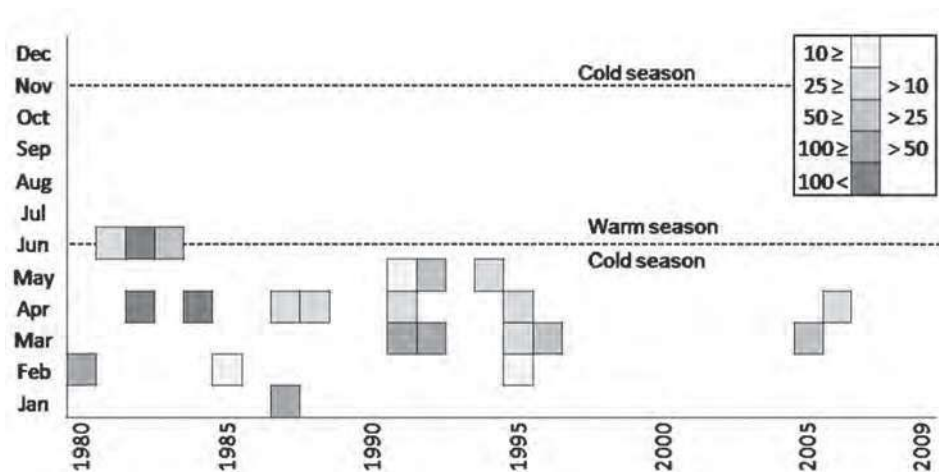 Dec
Nov
Oct
Sep
Aug
Jul
Jun
May
Apr
Mar
Feb
Jan
Cold season
Warm season
Cold season
10≥
25≥ >10
50≥ >25
100≥ >50
100<
1980
1985
1990
1995
2000
2005
2009